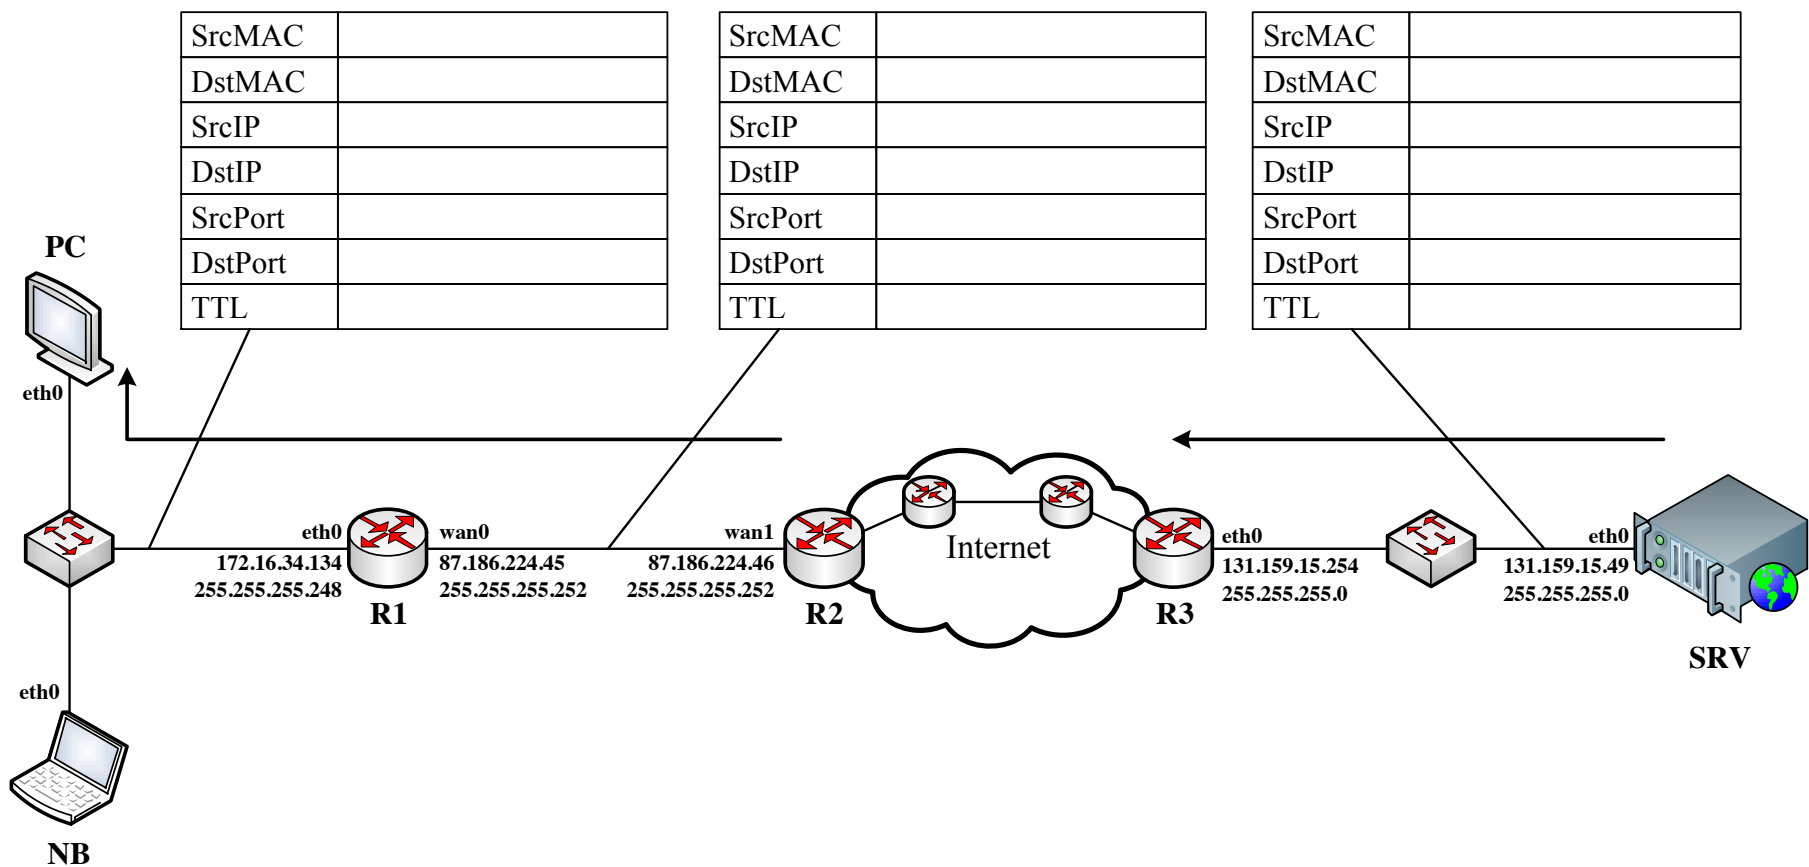 SrcMAC
DstMAC
SrcIP
DstIP
SrcPort
DstPort
TTL
SrcMAC
DstMAC
SrcIP
DstIP
SrcPort
DstPort
TTL
SrcMAC
DstMAC
SrcIP
DstIP
SrcPort
DstPort
TTL
PC
eth0
eth0
172.16.34.134
255.255.255.248
R1
wan0
87.186.224.45
255.255.255.252
wan1
87.186.224.46
255.255.255.252
R2
Internet
R3
eth0
131.159.15.254
255.255.255.0
eth0
131.159.15.49
255.255.255.0
SRV
eth0
NB